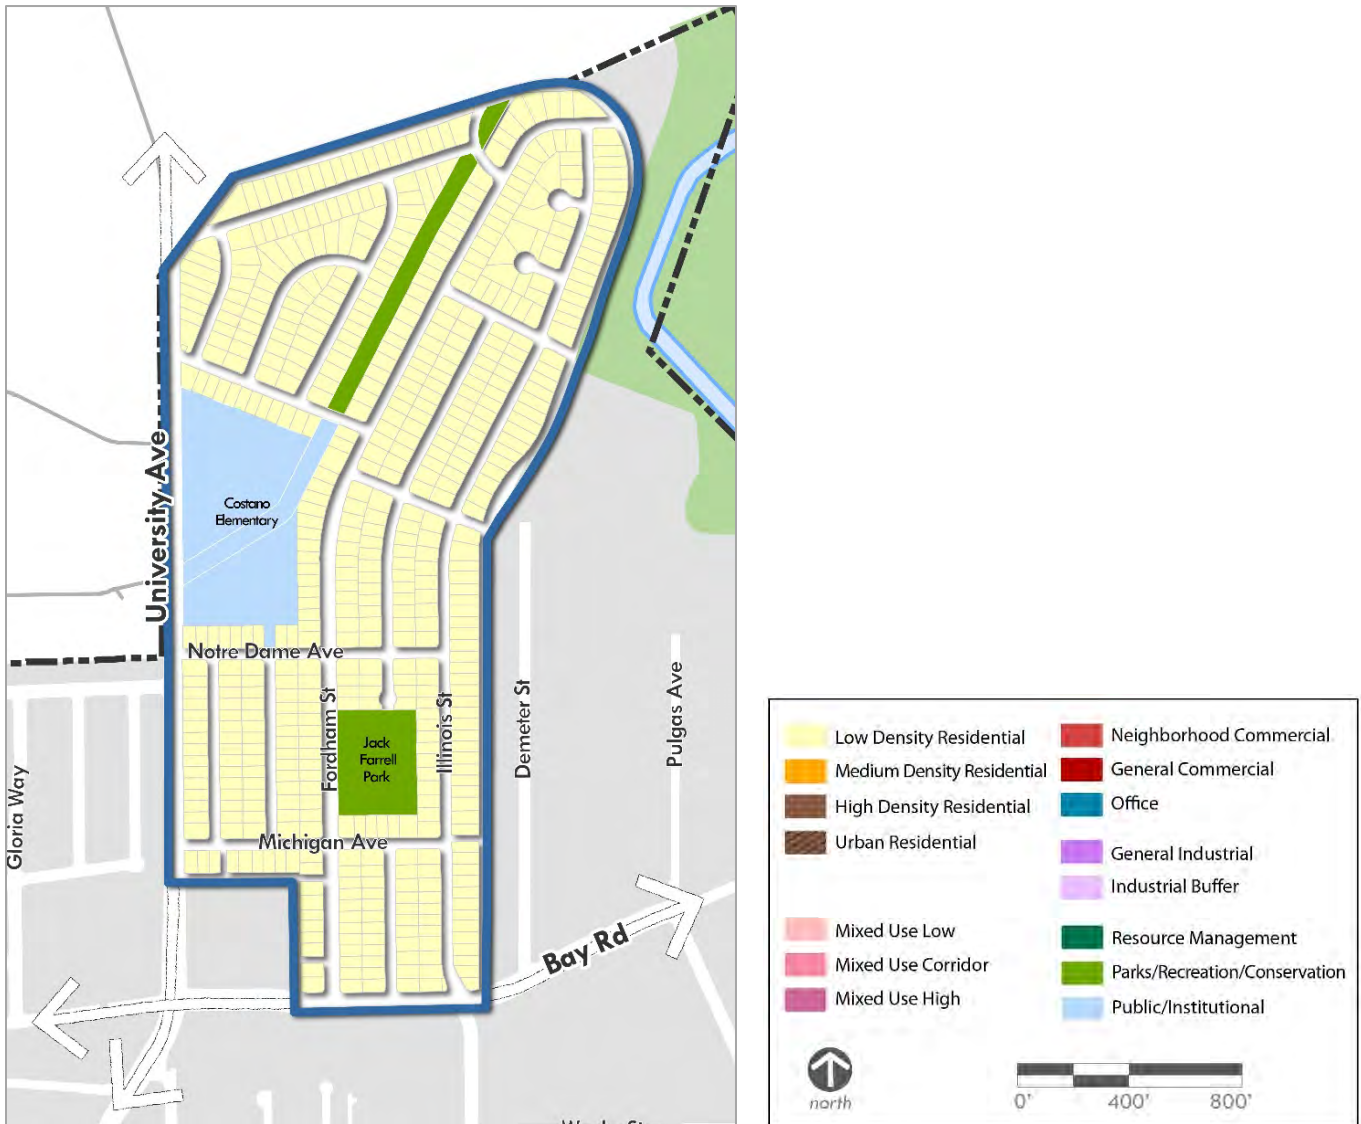 University Ave
Costano
Elementary
Notre Dame Ave
Fordham St
Jack
Farrell
Park
Illinois St
Demeter St
Pulgas Ave
Gloria Way
Michigan Ave
Bay Rd
Low Density Residential
Medium Density Residential
High Density Residential
Urban Residential
Mixed Use Low
Mixed Use Corridor
Mixed Use High
Neighborhood Commercial
General Commercial
Office
General Industrial
Industrial Buffer
Resource Management
Parks/Recreation/Conservation
Public/Institutional
north
0' 400' 800'